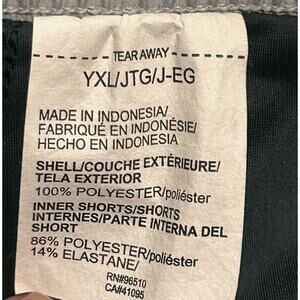 TEAR AWAY
YXL/JTG/J-EG
MADE IN INDONESIA/
FABRIQUÉ EN INDONÉSIE/
HECHO EN INDONESIA
SHELL/COUCHE EXTÉRIEURE/
TELA EXTERIOR
100% POLYESTER/poliéster
INNER SHORTS/SHORTS
INTERNES/PARTE INTERNA DEL
SHORT
86% POLYESTER/poliéster
14% ELASTANE/
RN#96510
CA#41095